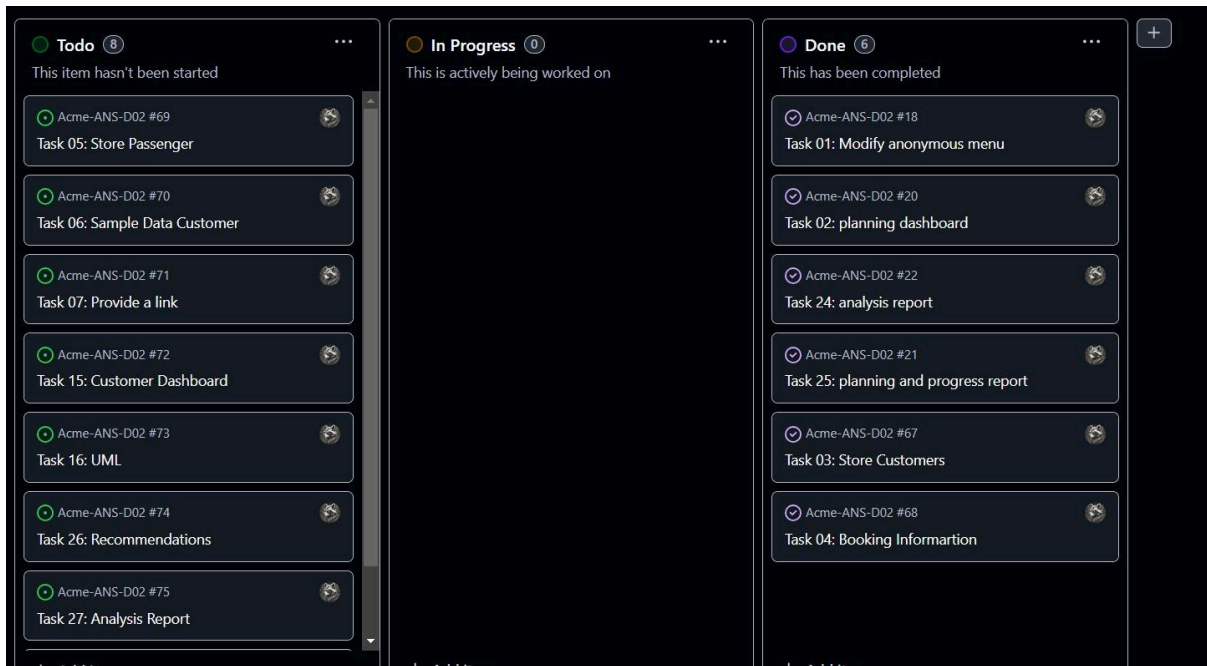 Todo 8
This item hasn't been started
Acme-ANS-D02 #69
Task 05: Store Passenger
Acme-ANS-D02 #70
Task 06: Sample Data Customer
Acme-ANS-D02 #71
Task 07: Provide a link
Acme-ANS-D02 #72
Task 15: Customer Dashboard
Acme-ANS-D02 #73
Task 16: UML
Acme-ANS-D02 #74
Task 26: Recommendations
Acme-ANS-D02 #75
Task 27: Analysis Report
In Progress 0
This is actively being worked on
Done 6
This has been completed
Acme-ANS-D02 #18
Task 01: Modify anonymous menu
Acme-ANS-D02 #20
Task 02: planning dashboard
Acme-ANS-D02 #22
Task 24: analysis report
Acme-ANS-D02 #21
Task 25: planning and progress report
Acme-ANS-D02 #67
Task 03: Store Customers
Acme-ANS-D02 #68
Task 04: Booking Informartion